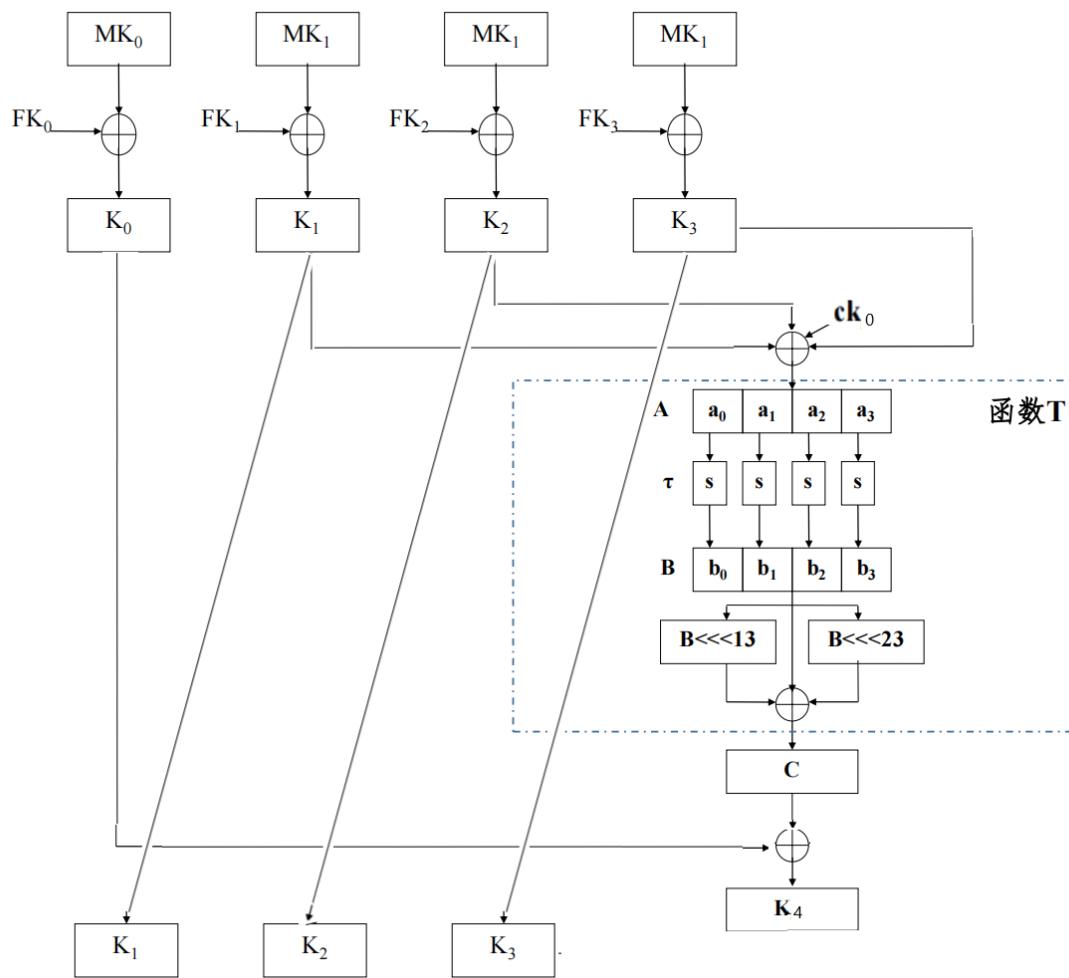 MK₀ MK₁ MK₁ MK₁
FK₀ FK₁ FK₂ FK₃
K₀ K₁ K₂ K₃
ck₀
函数T
A a₀ a₁ a₂ a₃
τ s s s s
B b₀ b₁ b₂ b₃
B<<<13 B<<<23
C
K₄
K₁ K₂ K₃